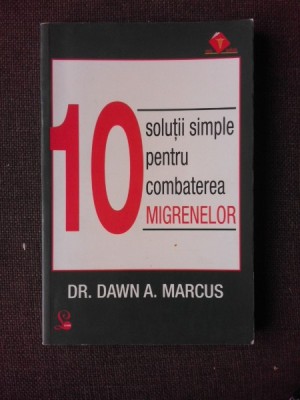 10
soluții simple
pentru
combaterea
MIGRENELOR
DR. DAWN A. MARCUS